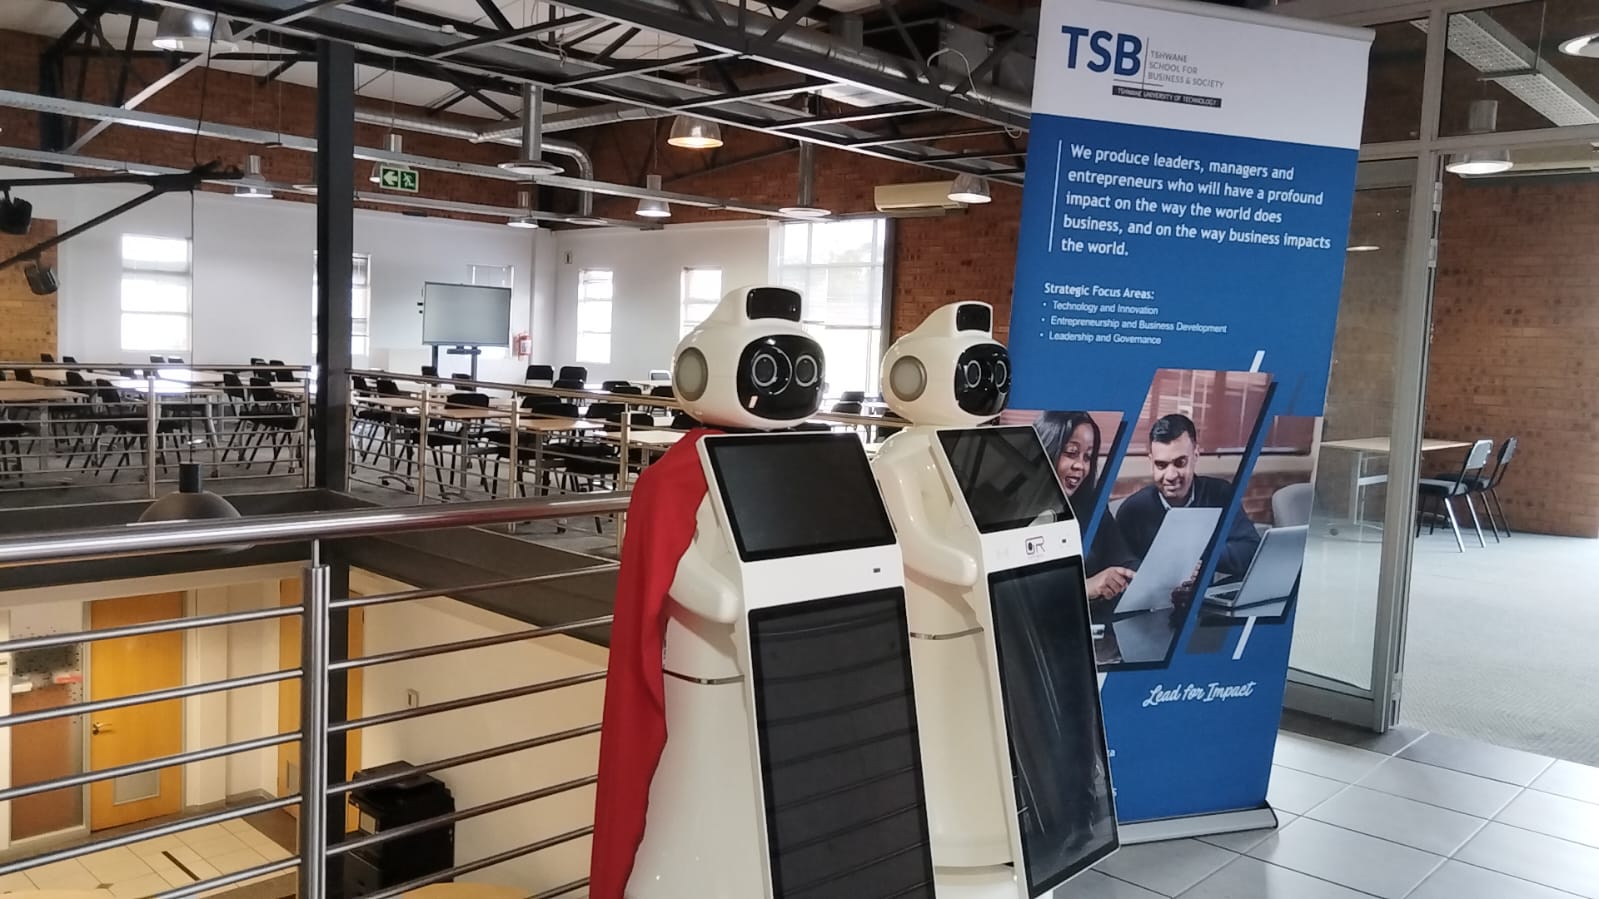 TSB
TSHWANE
SCHOOL FOR
BUSINESS & SOCIETY
TSHWANE UNIVERSITY OF TECHNOLOGY
We produce leaders, managers and
entrepreneurs who will have a profound
impact on the way the world does
business, and on the way business impacts
the world.
Strategic Focus Areas:
• Technology and Innovation
• Entrepreneurship and Business Development
• Leadership and Governance
Lead for Impact